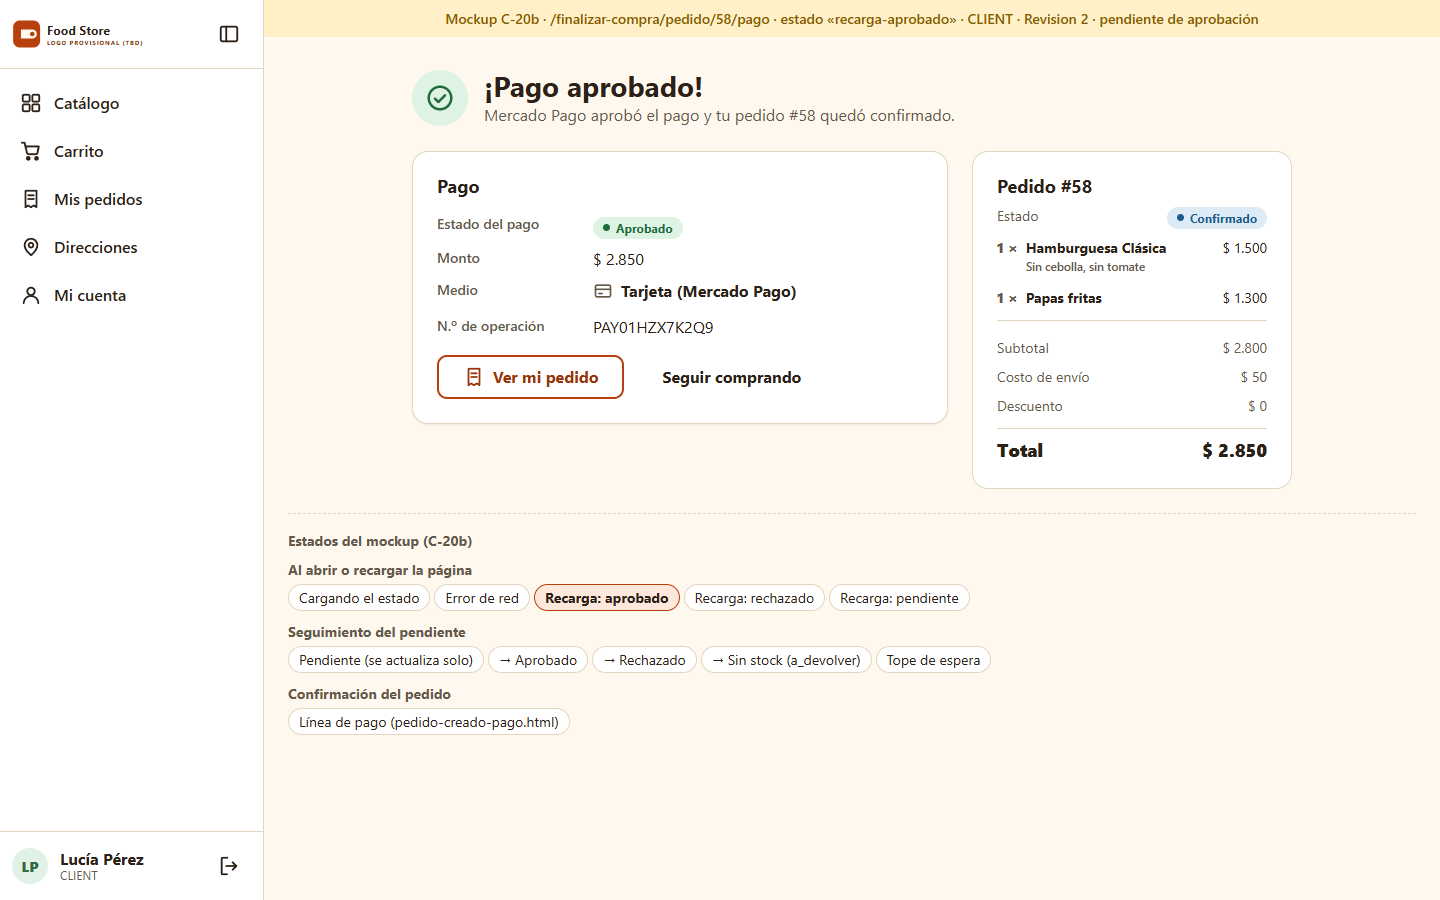 Food Store
LOGO PROVISIONAL (TBD)
Catálogo
Carrito
Mis pedidos
Direcciones
Mi cuenta
LP
Lucía Pérez
CLIENT
Mockup C-20b · /finalizar-compra/pedido/58/pago · estado «recarga-aprobado» · CLIENT · Revision 2 · pendiente de aprobación
¡Pago aprobado!
Mercado Pago aprobó el pago y tu pedido #58 quedó confirmado.
Pago
Estado del pago Aprobado
Monto $ 2.850
Medio Tarjeta (Mercado Pago)
N.º de operación PAY01HZX7K2Q9
Ver mi pedido Seguir comprando
Pedido #58
Estado Confirmado
1 × Hamburguesa Clásica $ 1.500
Sin cebolla, sin tomate
1 × Papas fritas $ 1.300
Subtotal $ 2.800
Costo de envío $ 50
Descuento $ 0
Total $ 2.850
Estados del mockup (C-20b)
Al abrir o recargar la página
Cargando el estado Error de red Recarga: aprobado Recarga: rechazado Recarga: pendiente
Seguimiento del pendiente
Pendiente (se actualiza solo) → Aprobado → Rechazado → Sin stock (a_devolver) Tope de espera
Confirmación del pedido
Línea de pago (pedido-creado-pago.html)